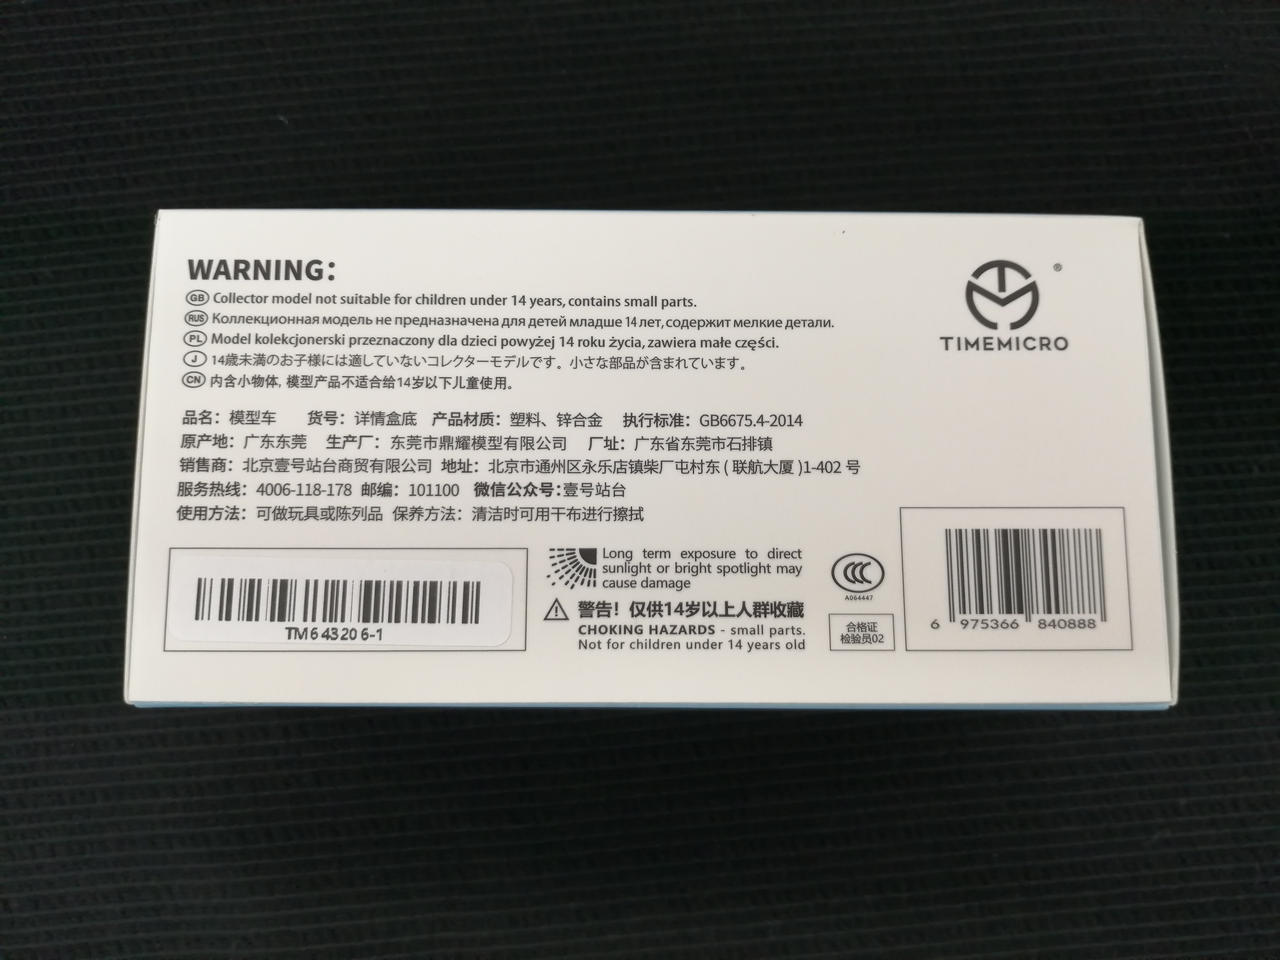 WARNING:
GB Collector model not suitable for children under 14 years, contains small parts.
RUS Коллекционная модель не предназначена для детей младше 14 лет, содержит мелкие детали.
PL Model kolekcjonerski przeznaczony dla dzieci powyżej 14 roku życia, zawiera małe części.
J 14歳未満のお子様には適していないコレクターモデルです。小さな部品が含まれています。
CN 内含小物体, 模型产品不适合给14岁以下儿童使用。
® TIMEMICRO
品名：模型车 货号：详情盒底 产品材质：塑料、锌合金 执行标准：GB6675.4-2014
原产地：广东东莞 生产厂：东莞市鼎耀模型有限公司 厂址：广东省东莞市石排镇
销售商：北京壹号站台商贸有限公司 地址：北京市通州区永乐店镇柴厂屯村东 ( 联航大厦 )1-402 号
服务热线：4006-118-178 邮编：101100 微信公众号：壹号站台
使用方法：可做玩具或陈列品 保养方法：清洁时可用干布进行擦拭
TM643206-1
Long term exposure to direct
sunlight or bright spotlight may
cause damage
警告！仅供14岁以上人群收藏
CHOKING HAZARDS - small parts.
Not for children under 14 years old
CCC
A064447
合格证
检验员02
6 975366 840888